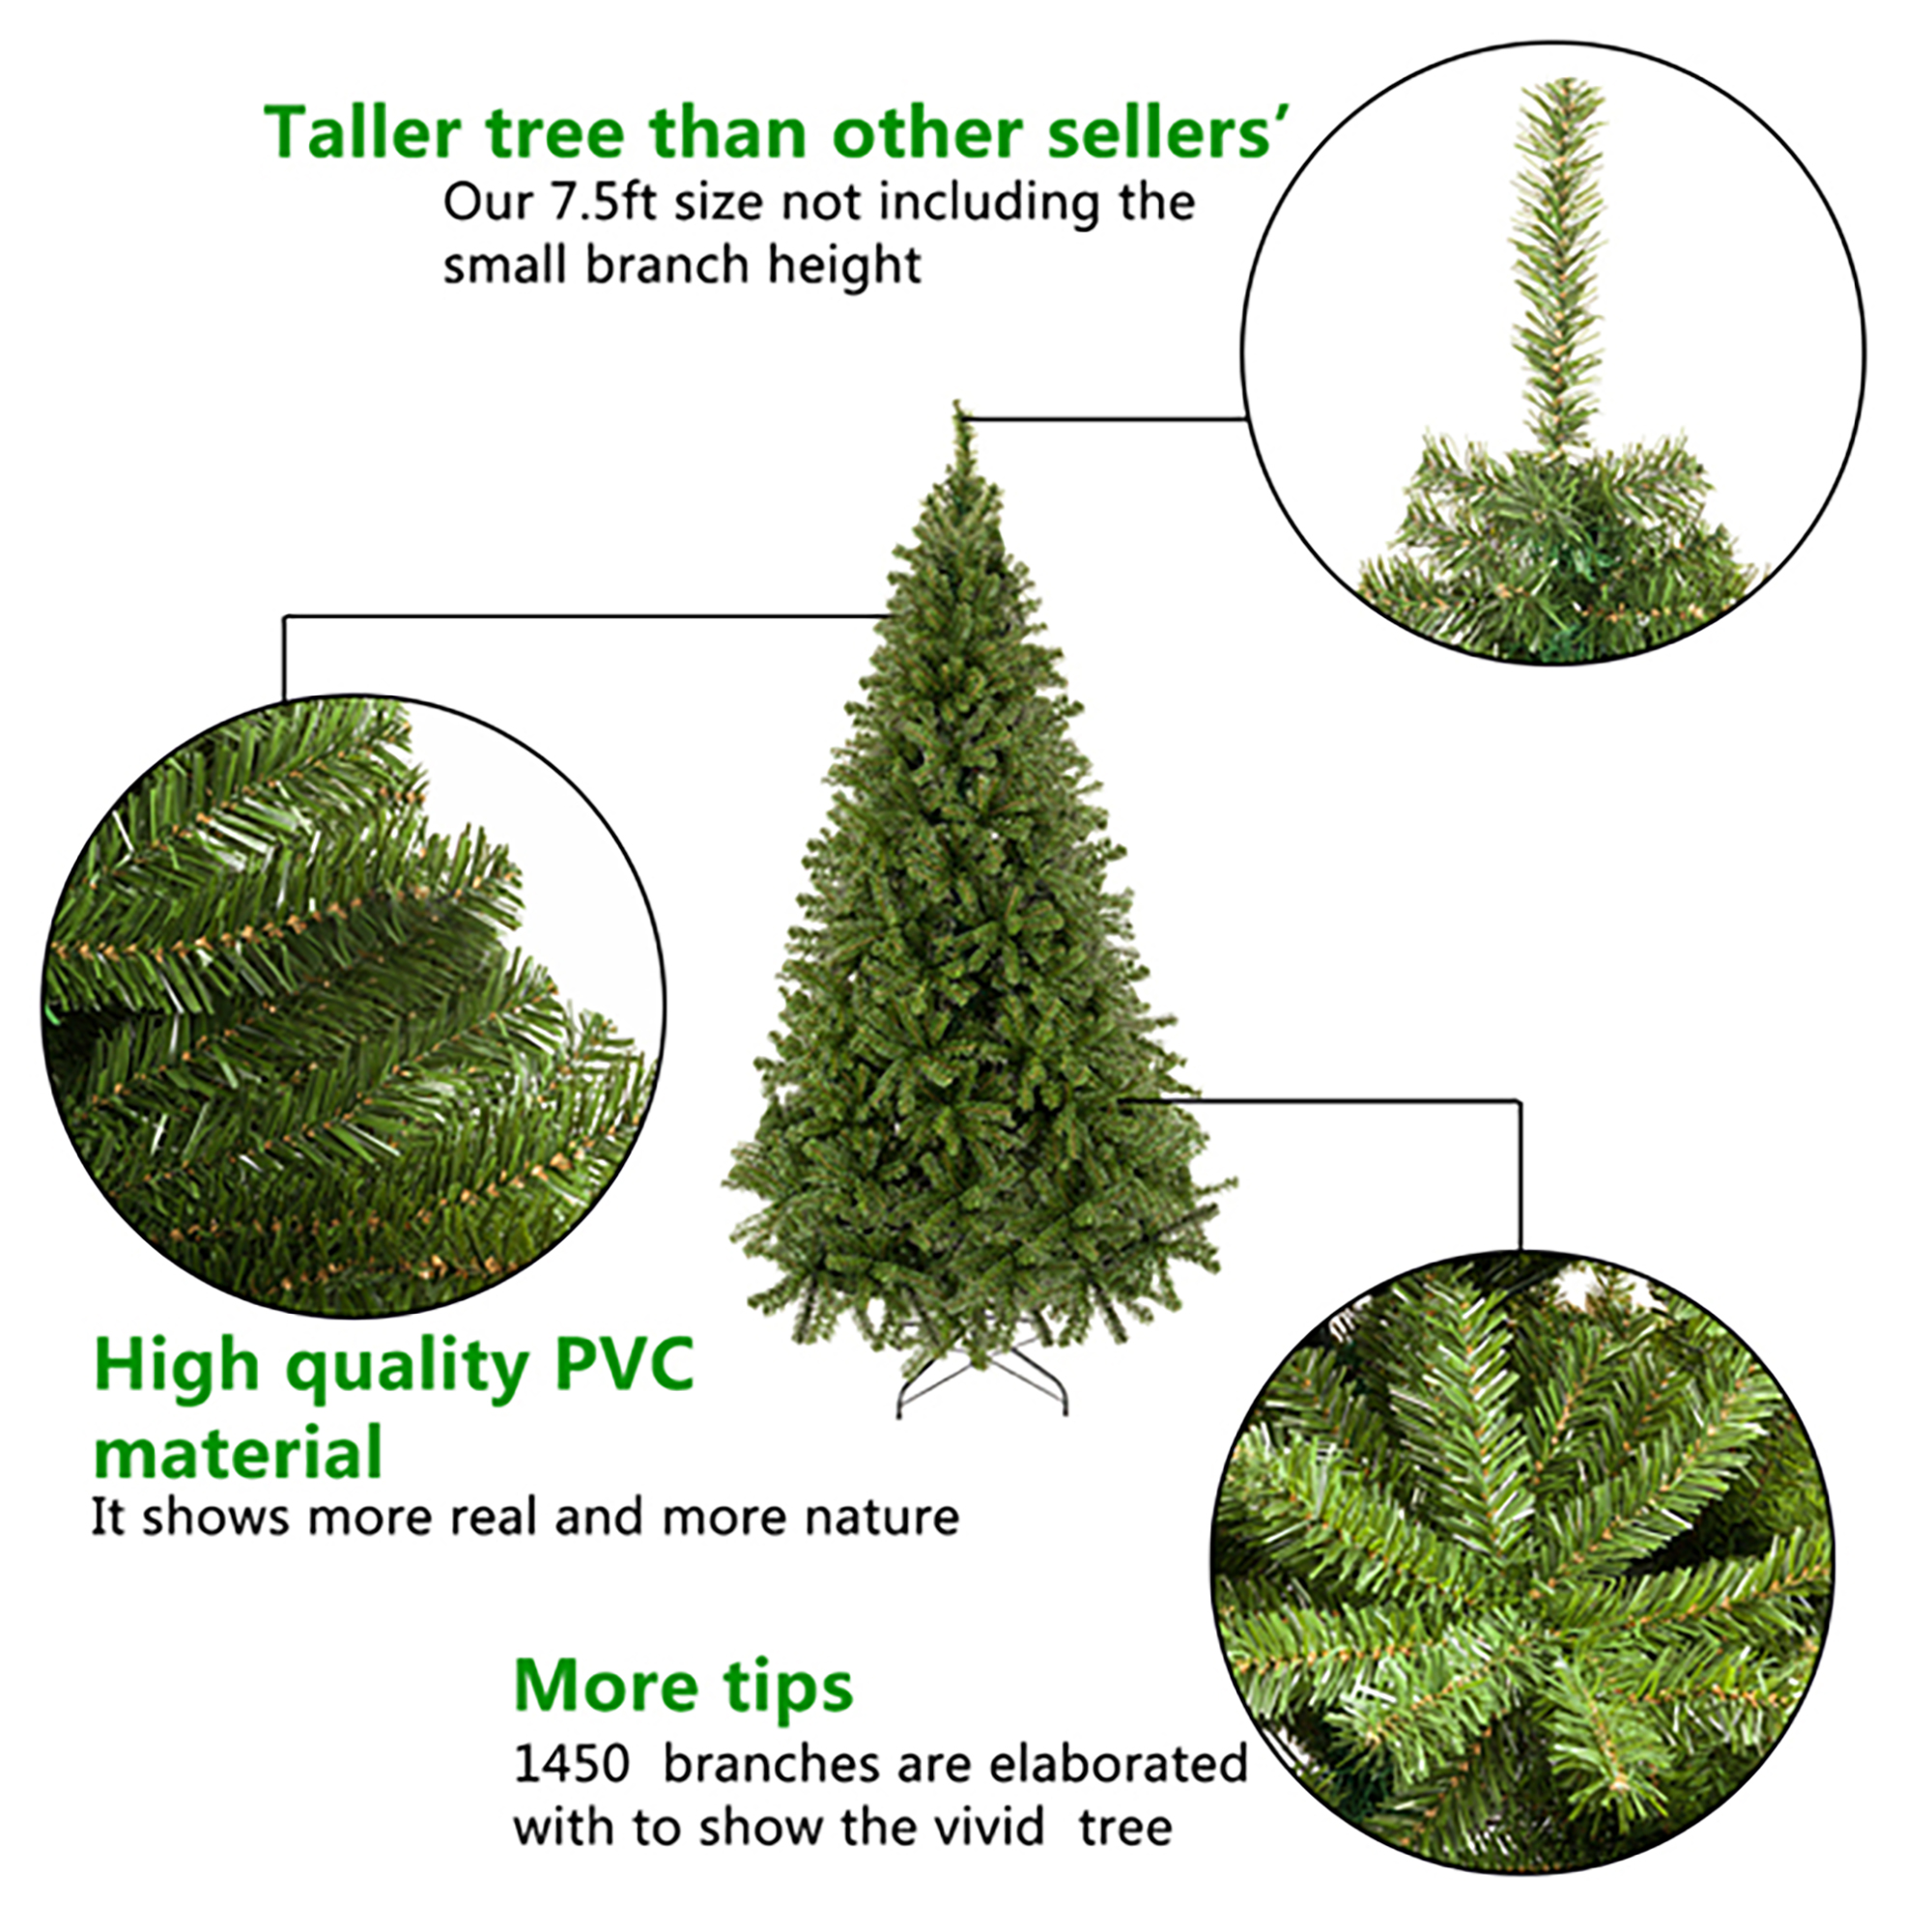 Taller tree than other sellers’
Our 7.5ft size not including the
small branch height
High quality PVC
material
It shows more real and more nature
More tips
1450 branches are elaborated
with to show the vivid tree